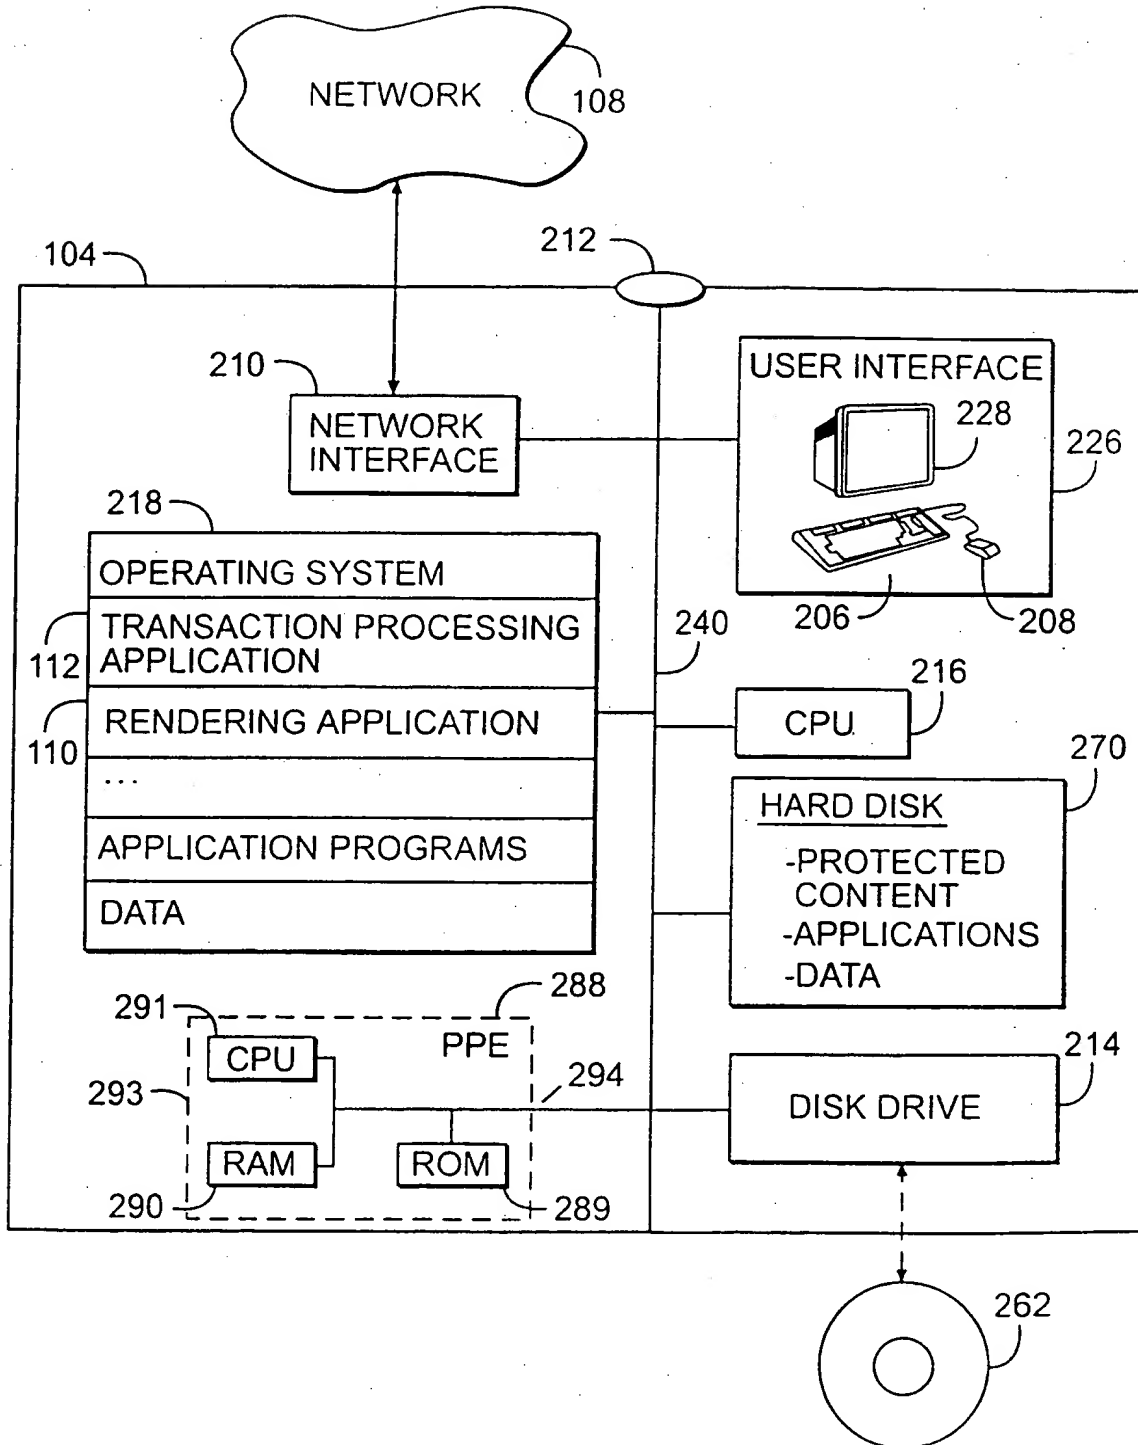 NETWORK
108
104
212
210
NETWORK
INTERFACE
USER INTERFACE
228
226
206
208
218
OPERATING SYSTEM
112
TRANSACTION PROCESSING
APPLICATION
110
RENDERING APPLICATION
...
APPLICATION PROGRAMS
DATA
240
216
CPU
270
HARD DISK
-PROTECTED
CONTENT
-APPLICATIONS
-DATA
288
291
CPU
PPE
293
294
RAM
ROM
290
289
214
DISK DRIVE
262